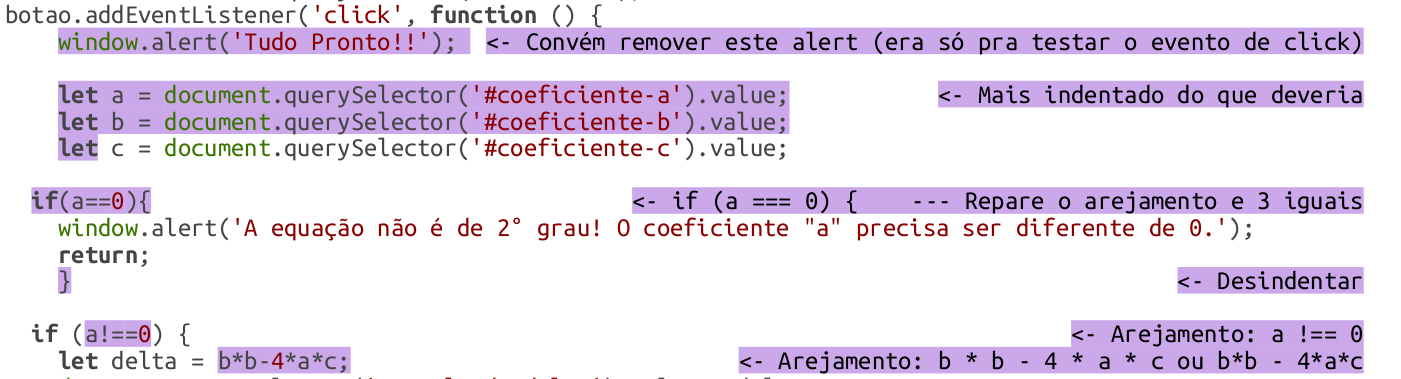 botao.addEventListener('click', function () {
window.alert('Tudo Pronto!!'); <- Convém remover este alert (era só pra testar o evento de click)
let a = document.querySelector('#coeficiente-a').value; <- Mais indentado do que deveria
let b = document.querySelector('#coeficiente-b').value;
let c = document.querySelector('#coeficiente-c').value;
if(a==0){ <- if (a === 0) { --- Repare o arejamento e 3 iguais
window.alert('A equação não é de 2° grau! O coeficiente "a" precisa ser diferente de 0.');
return;
} <- Desindentar
if (a!==0) { <- Arejamento: a !== 0
let delta = b*b-4*a*c; <- Arejamento: b * b - 4 * a * c ou b*b - 4*a*c